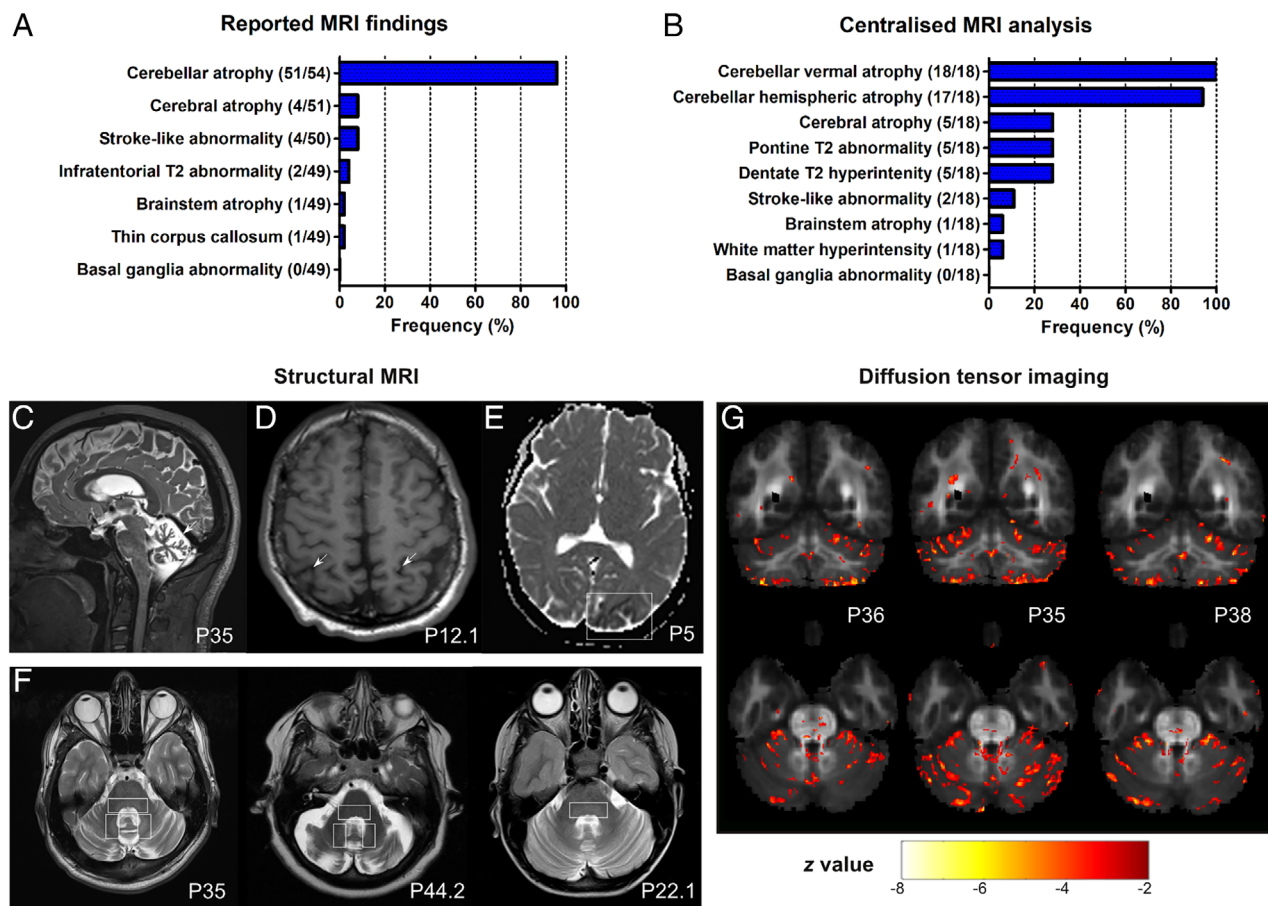 A
Reported MRI findings
Cerebellar atrophy (51/54)
Cerebral atrophy (4/51)
Stroke-like abnormality (4/50)
Infratentorial T2 abnormality (2/49)
Brainstem atrophy (1/49)
Thin corpus callosum (1/49)
Basal ganglia abnormality (0/49)
0 20 40 60 80 100
Frequency (%)
B
Centralised MRI analysis
Cerebellar vermal atrophy (18/18)
Cerebellar hemispheric atrophy (17/18)
Cerebral atrophy (5/18)
Pontine T2 abnormality (5/18)
Dentate T2 hyperintenity (5/18)
Stroke-like abnormality (2/18)
Brainstem atrophy (1/18)
White matter hyperintensity (1/18)
Basal ganglia abnormality (0/18)
0 20 40 60 80 100
Frequency (%)
Structural MRI
C
P35
D
P12.1
E
P5
F
P35
P44.2
P22.1
Diffusion tensor imaging
G
P36
P35
P38
z value
-8 -6 -4 -2